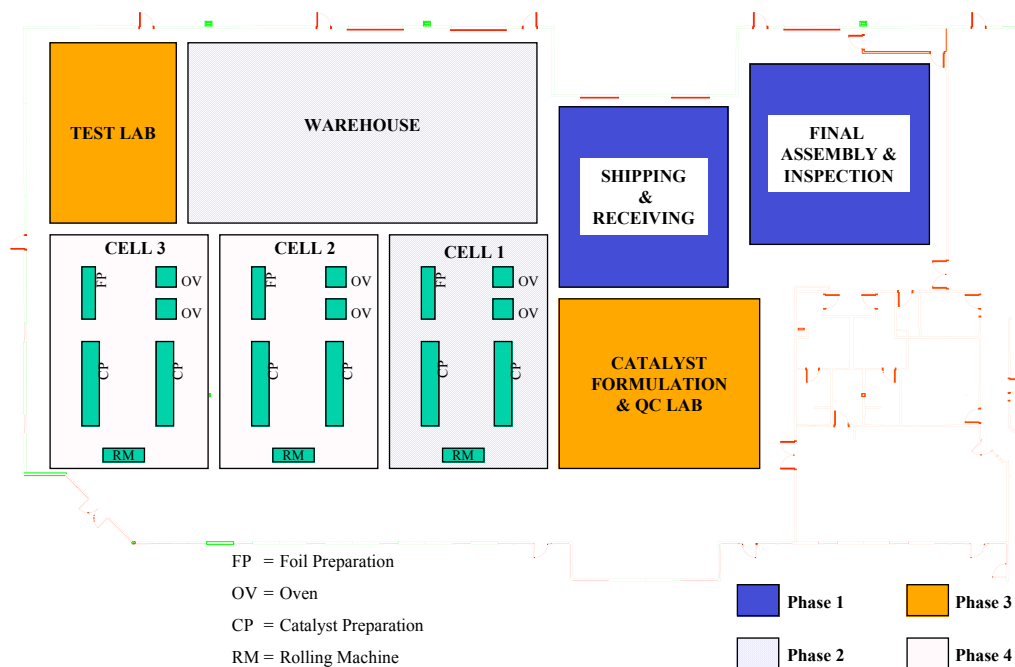 TEST LAB
WAREHOUSE
SHIPPING
&
RECEIVING
FINAL
ASSEMBLY &
INSPECTION
CELL 3
FP
OV
OV
CP
CP
RM
CELL 2
FP
OV
OV
CP
CP
RM
CELL 1
FP
OV
OV
CP
CP
RM
CATALYST
FORMULATION
& QC LAB
FP = Foil Preparation
OV = Oven
CP = Catalyst Preparation
RM = Rolling Machine
Phase 1
Phase 2
Phase 3
Phase 4